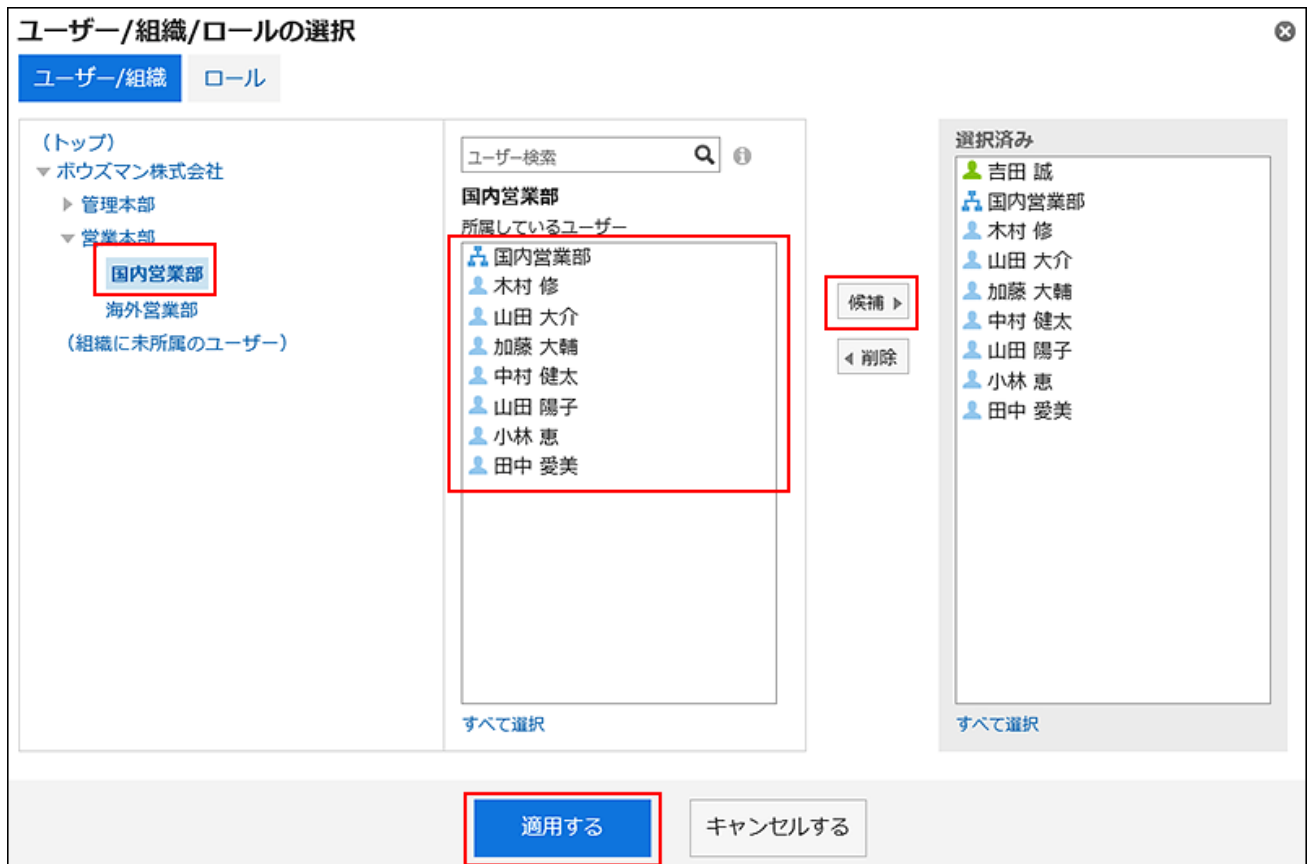 ユーザー/組織/ロールの選択
ユーザー/組織
ロール
(トップ)
ボウズマン株式会社
管理本部
営業本部
国内営業部
海外営業部
(組織に未所属のユーザー)
ユーザー検索
国内営業部
所属しているユーザー
国内営業部
木村 修
山田 大介
加藤 大輔
中村 健太
山田 陽子
小林 恵
田中 愛美
すべて選択
候補
削除
選択済み
吉田 誠
国内営業部
木村 修
山田 大介
加藤 大輔
中村 健太
山田 陽子
小林 恵
田中 愛美
すべて選択
適用する
キャンセルする